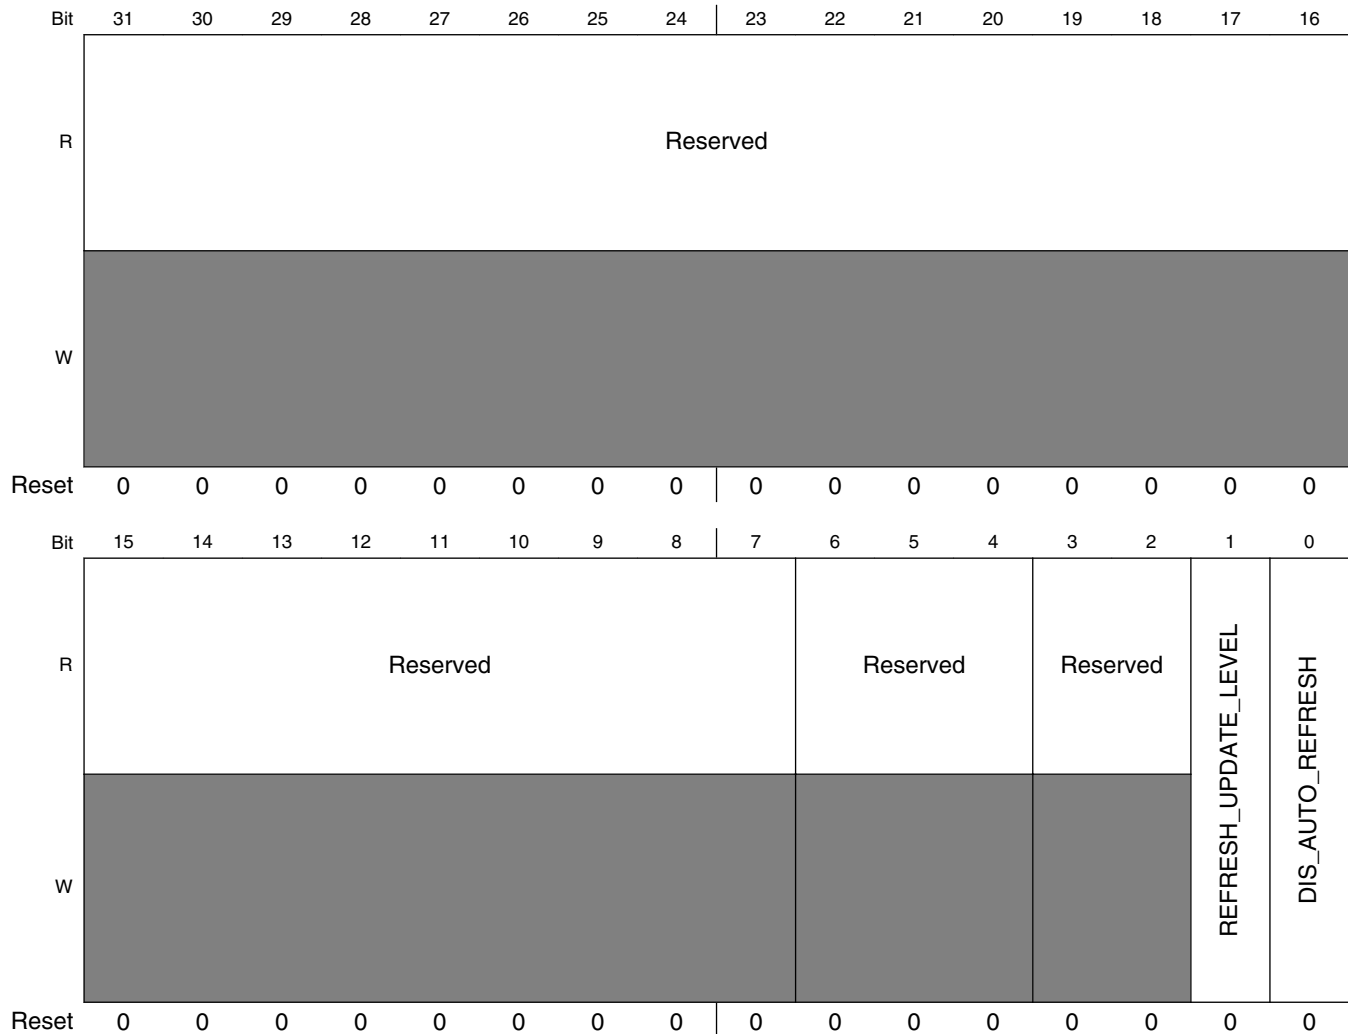 Bit 31 30 29 28 27 26 25 24 23 22 21 20 19 18 17 16
R Reserved
W
Reset 0 0 0 0 0 0 0 0 0 0 0 0 0 0 0 0
Bit 15 14 13 12 11 10 9 8 7 6 5 4 3 2 1 0
R Reserved Reserved Reserved
REFRESH_UPDATE_LEVEL
DIS_AUTO_REFRESH
W
Reset 0 0 0 0 0 0 0 0 0 0 0 0 0 0 0 0